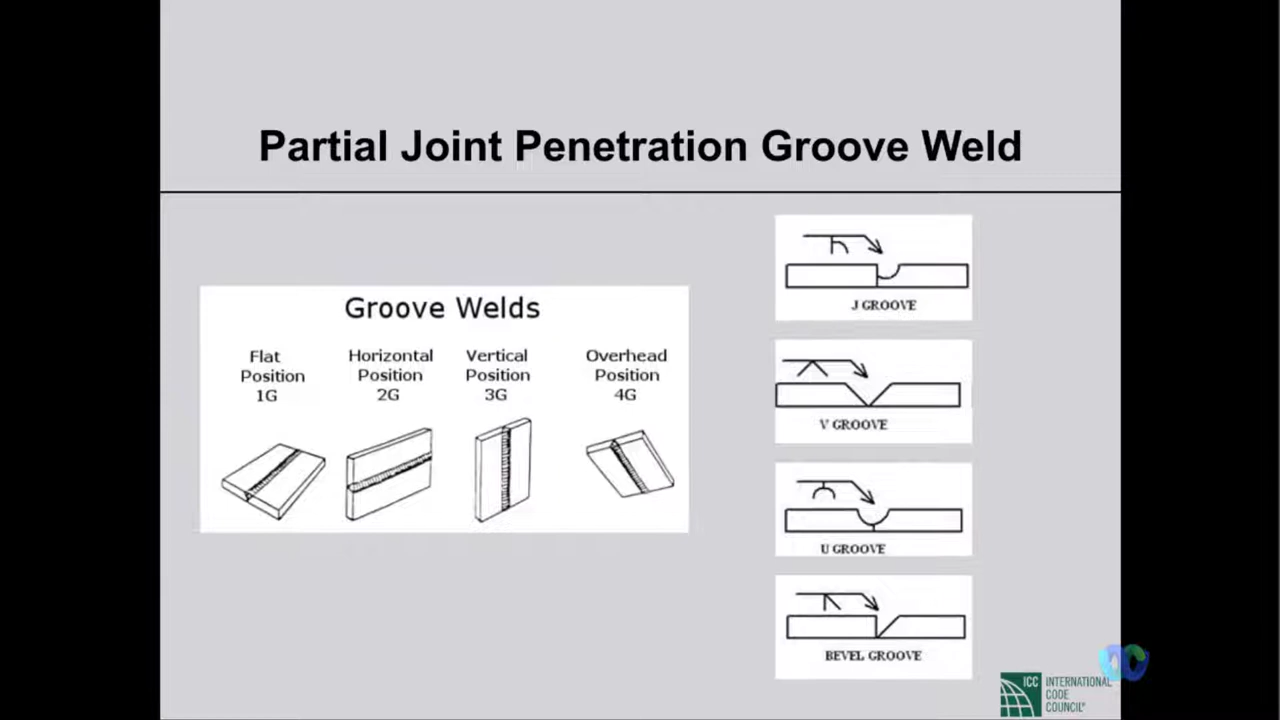 Partial Joint Penetration Groove Weld
Groove Welds
Flat
Position
1G
Horizontal
Position
2G
Vertical
Position
3G
Overhead
Position
4G
J GROOVE
V GROOVE
U GROOVE
BEVEL GROOVE
ICC
INTERNATIONAL
CODE
COUNCIL®